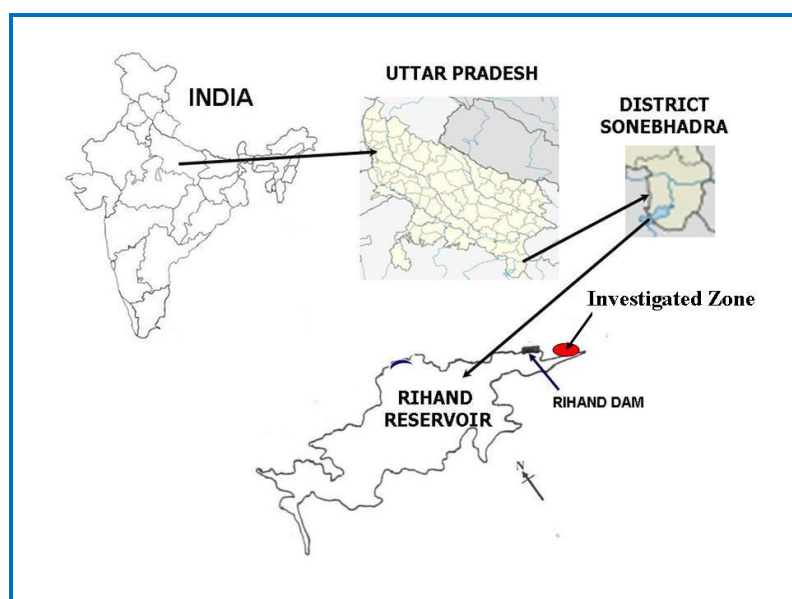 INDIA
UTTAR PRADESH
DISTRICT
SONEBHADRA
Investigated Zone
RIHAND
RESERVOIR
RIHAND DAM
N